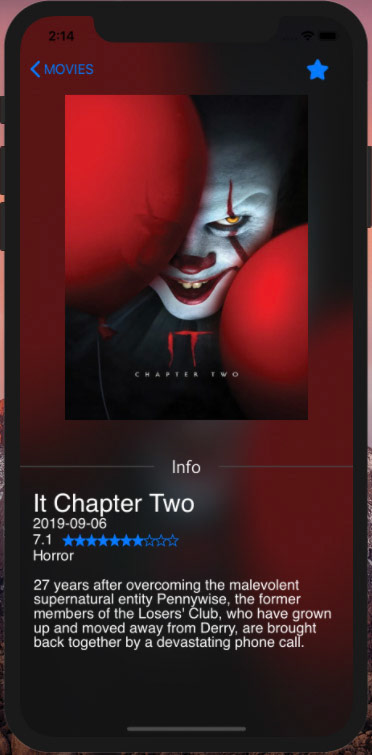 2:14
MOVIES
IT
CHAPTER TWO
Info
It Chapter Two
2019-09-06
7.1
Horror
27 years after overcoming the malevolent
supernatural entity Pennywise, the former
members of the Losers' Club, who have grown
up and moved away from Derry, are brought
back together by a devastating phone call.